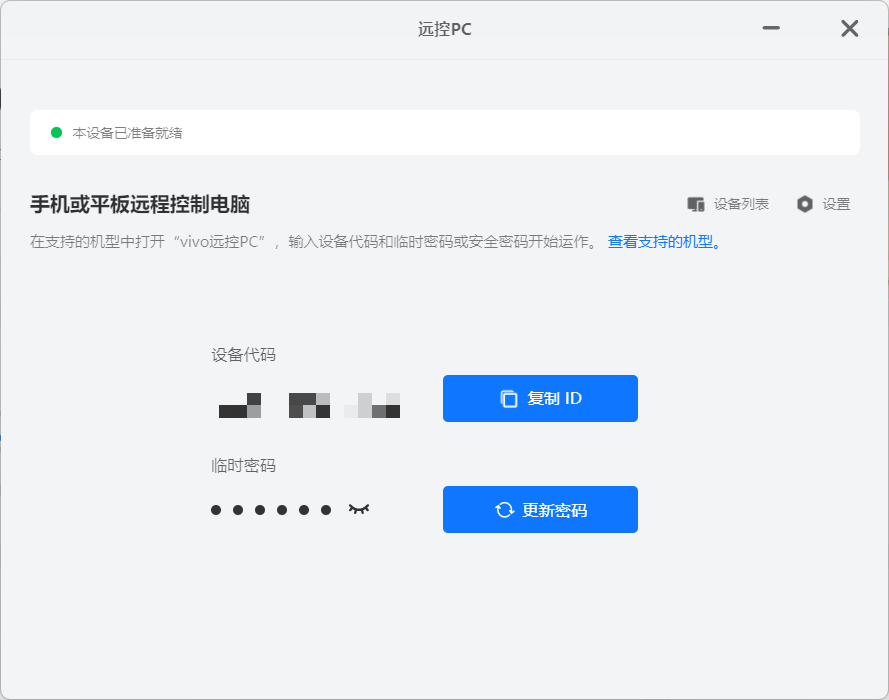 远控PC
本设备已准备就绪
手机或平板远程控制电脑
设备列表
设置
在支持的机型中打开“vivo远控PC”，输入设备代码和临时密码或安全密码开始运作。 查看支持的机型。
设备代码
复制 ID
临时密码
更新密码